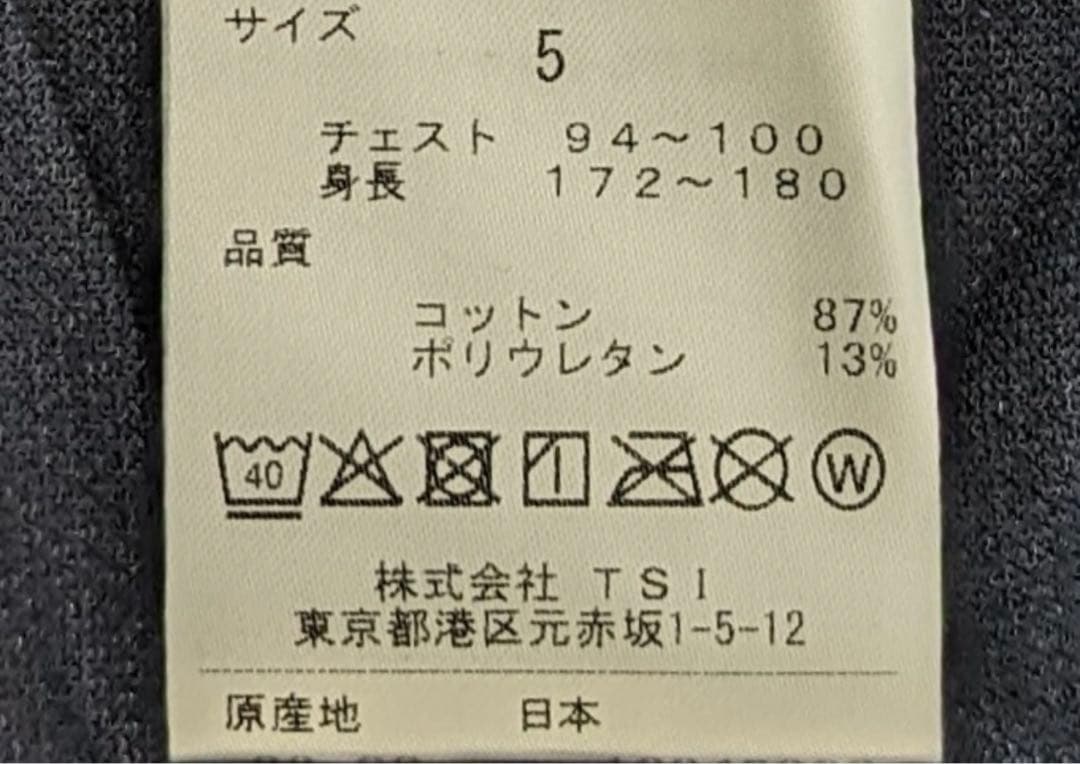 サイズ 5
チェスト 94～100
身長 172～180
品質
コットン 87%
ポリウレタン 13%
40 W
株式会社 TSI
東京都港区元赤坂1-5-12
原産地 日本